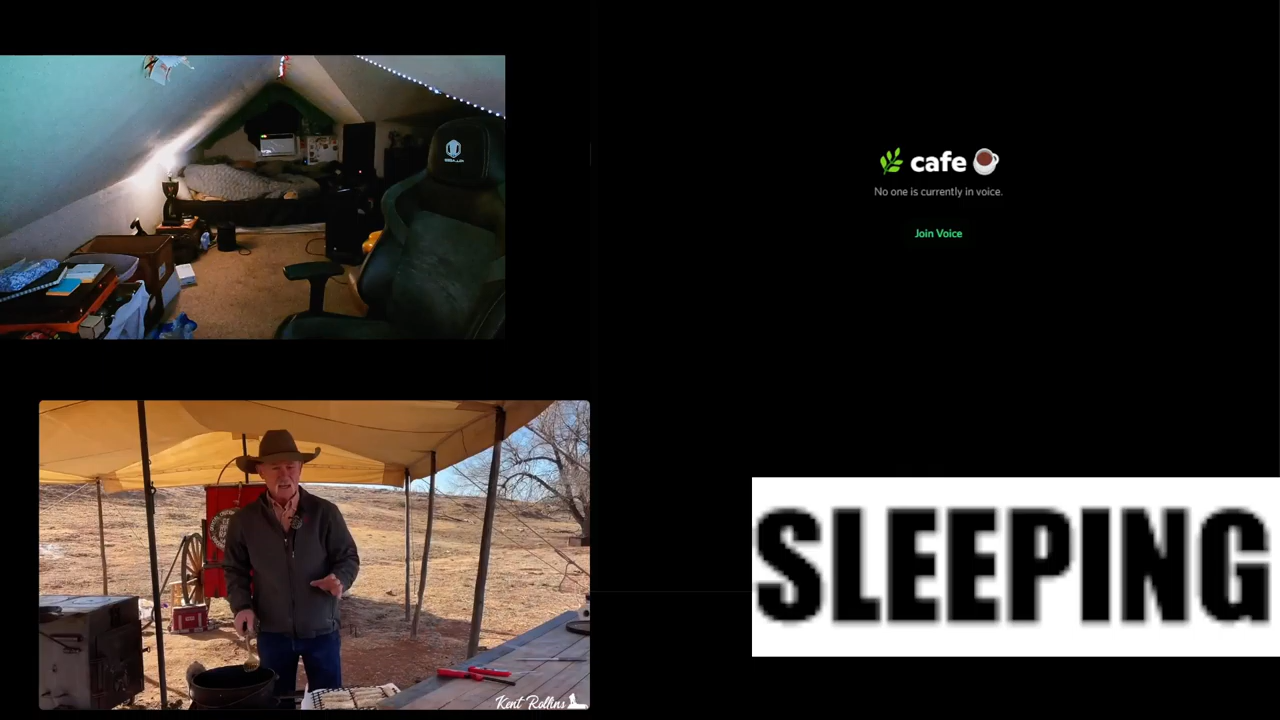 🌿 cafe ☕
No one is currently in voice.
Join Voice
SLEEPING
Kent Rollins